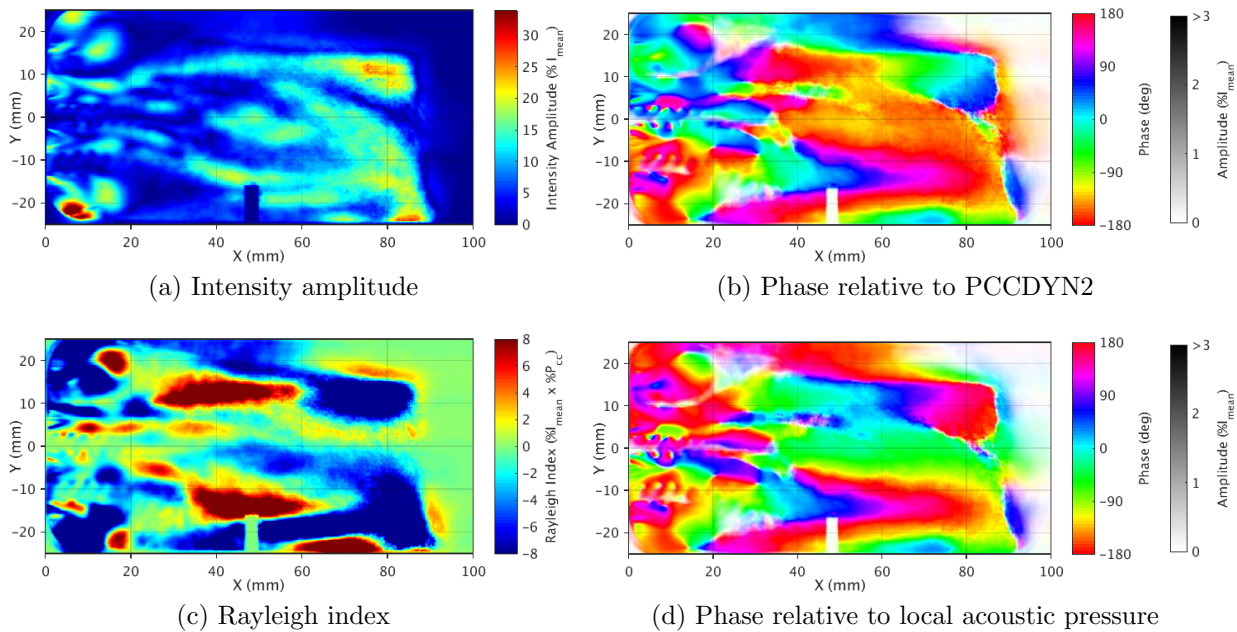 20
10
0
−10
−20
Y (mm)
0 20 40 60 80 100
X (mm)
30
25
20
15
10
5
0
Intensity Amplitude (% I_mean)
(a) Intensity amplitude
20
10
0
−10
−20
Y (mm)
0 20 40 60 80 100
X (mm)
180
90
0
−90
−180
Phase (deg)
>3
2
1
0
Amplitude (%I_mean)
(b) Phase relative to PCCDYN2
20
10
0
−10
−20
Y (mm)
0 20 40 60 80 100
X (mm)
8
6
4
2
0
−2
−4
−6
−8
Rayleigh Index (%I_mean x %P_cc)
(c) Rayleigh index
20
10
0
−10
−20
Y (mm)
0 20 40 60 80 100
X (mm)
180
90
0
−90
−180
Phase (deg)
>3
2
1
0
Amplitude (%I_mean)
(d) Phase relative to local acoustic pressure